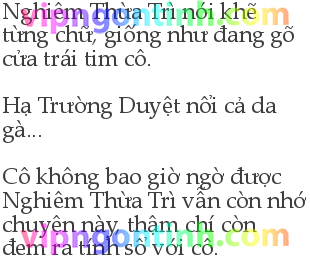 Nghiêm Thừa Trì nói khẽ
từng chữ, giống như đang gõ
cửa trái tim cô.
Hạ Trường Duyệt nổi cả da
gà...
Cô không bao giờ ngờ được
Nghiêm Thừa Trì vẫn còn nhớ
chuyện này, thậm chí còn
đem ra tính sổ với cô.
vipngontinh.com
vipngontinh.com